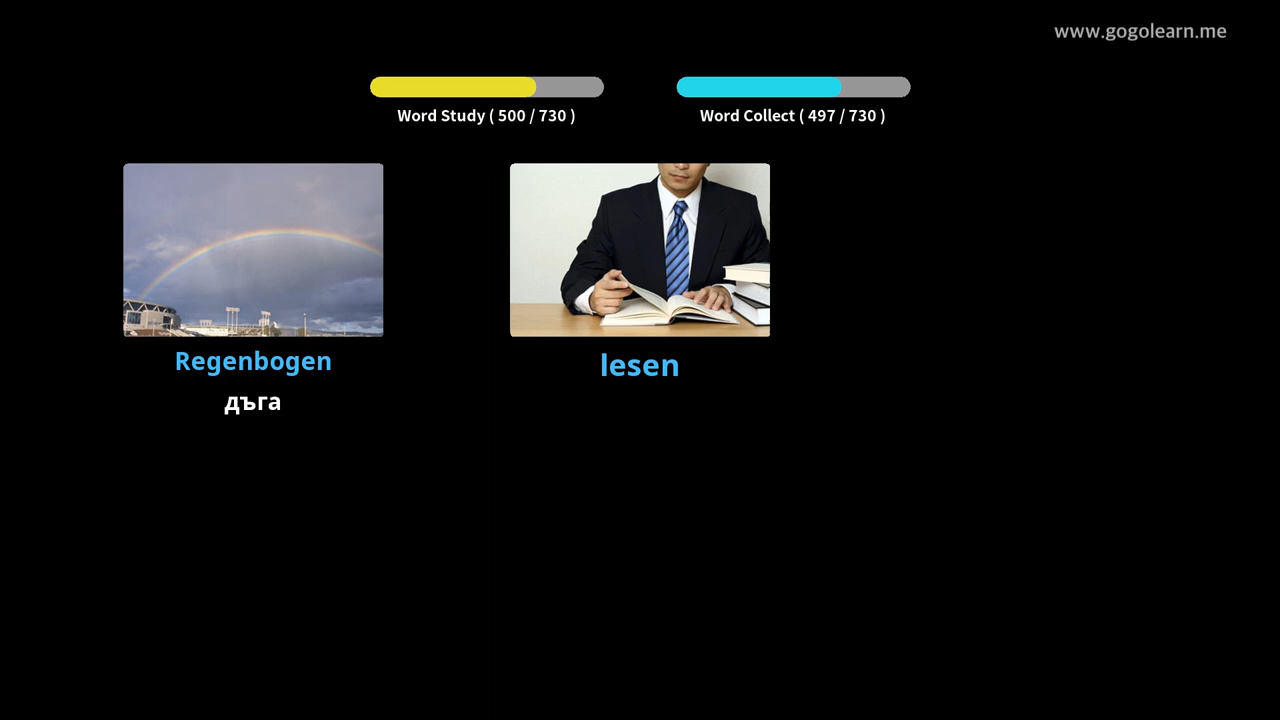 www.gogolearn.me
Word Study ( 500 / 730 )
Word Collect ( 497 / 730 )
Regenbogen
lesen
дъга